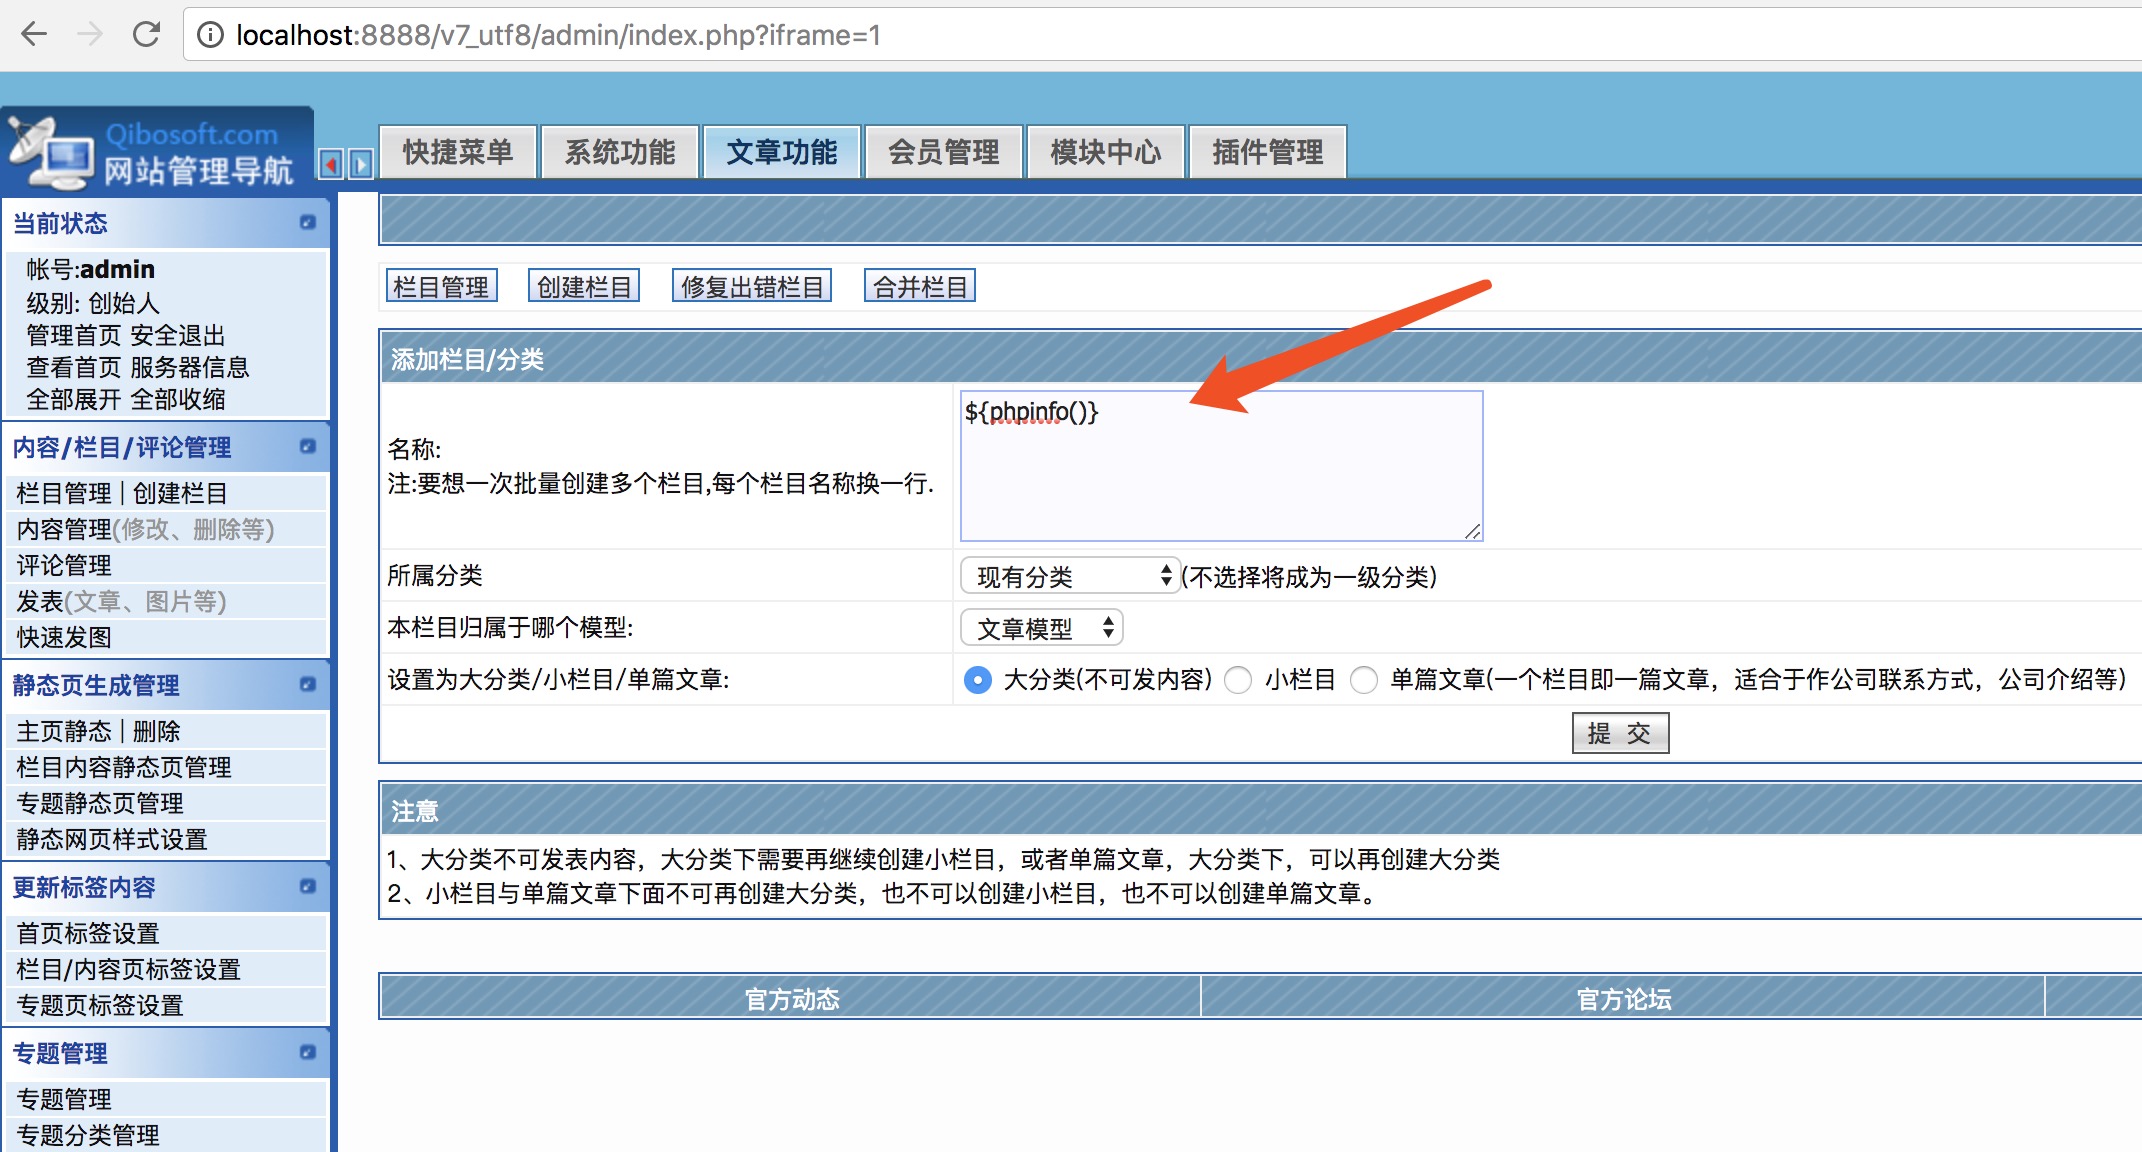 localhost:8888/v7_utf8/admin/index.php?iframe=1
Qibosoft.com
网站管理导航
快捷菜单
系统功能
文章功能
会员管理
模块中心
插件管理
当前状态
帐号:admin
级别: 创始人
管理首页 安全退出
查看首页 服务器信息
全部展开 全部收缩
内容/栏目/评论管理
栏目管理 | 创建栏目
内容管理(修改、删除等)
评论管理
发表(文章、图片等)
快速发图
静态页生成管理
主页静态 | 删除
栏目内容静态页管理
专题静态页管理
静态网页样式设置
更新标签内容
首页标签设置
栏目/内容页标签设置
专题页标签设置
专题管理
专题管理
专题分类管理
栏目管理 创建栏目 修复出错栏目 合并栏目
添加栏目/分类
名称:
注:要想一次批量创建多个栏目,每个栏目名称换一行.
${phpinfo()}
所属分类 现有分类 (不选择将成为一级分类)
本栏目归属于哪个模型: 文章模型
设置为大分类/小栏目/单篇文章: 大分类(不可发内容) 小栏目 单篇文章(一个栏目即一篇文章，适合于作公司联系方式，公司介绍等)
提 交
注意
1、大分类不可发表内容，大分类下需要再继续创建小栏目，或者单篇文章，大分类下，可以再创建大分类
2、小栏目与单篇文章下面不可再创建大分类，也不可以创建小栏目，也不可以创建单篇文章。
官方动态 官方论坛